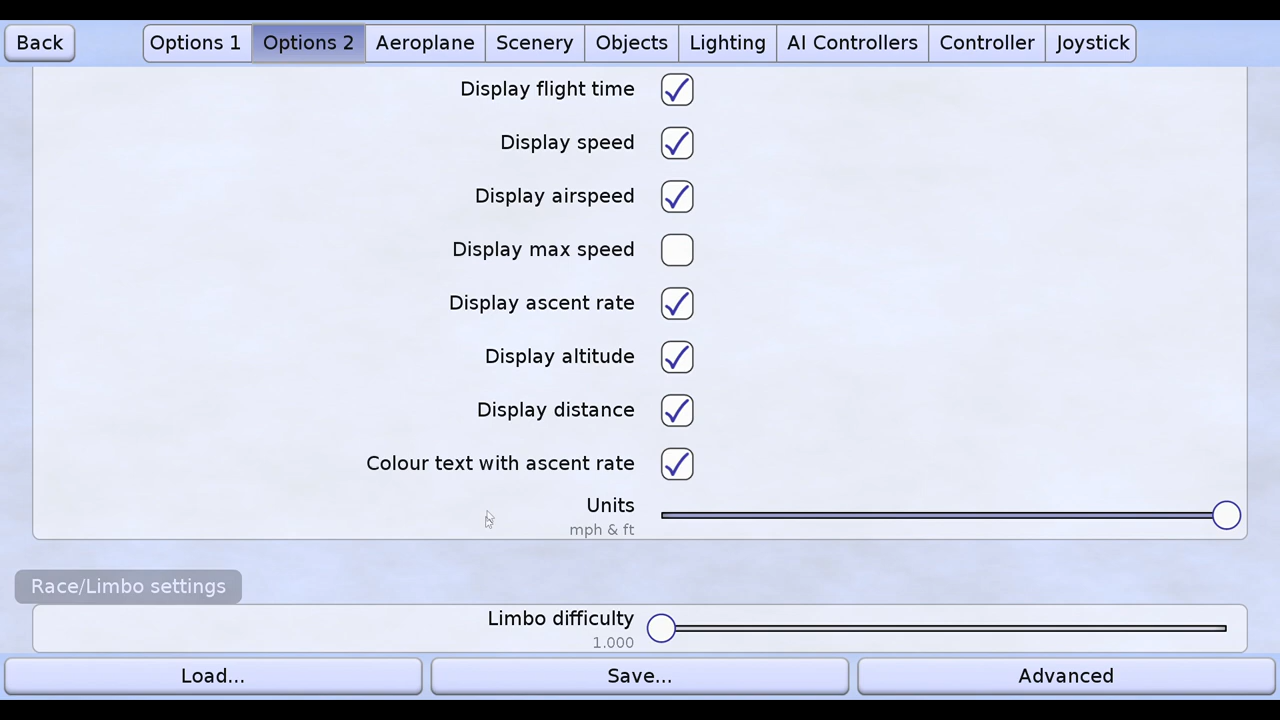 Back
Options 1
Options 2
Aeroplane
Scenery
Objects
Lighting
AI Controllers
Controller
Joystick
Display flight time
Display speed
Display airspeed
Display max speed
Display ascent rate
Display altitude
Display distance
Colour text with ascent rate
Units
mph & ft
Race/Limbo settings
Limbo difficulty
1.000
Load...
Save...
Advanced